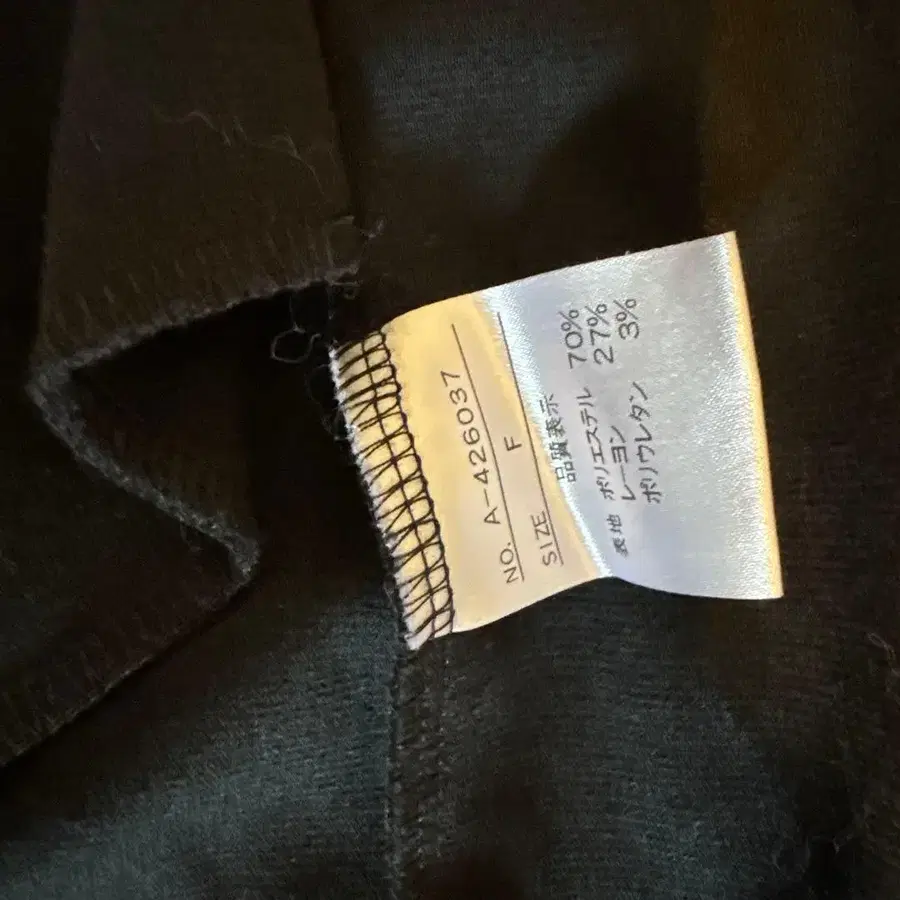 NO. A-426037
SIZE F
品質表示
表地 ポリエステル 70%
レーヨン 27%
ポリウレタン 3%